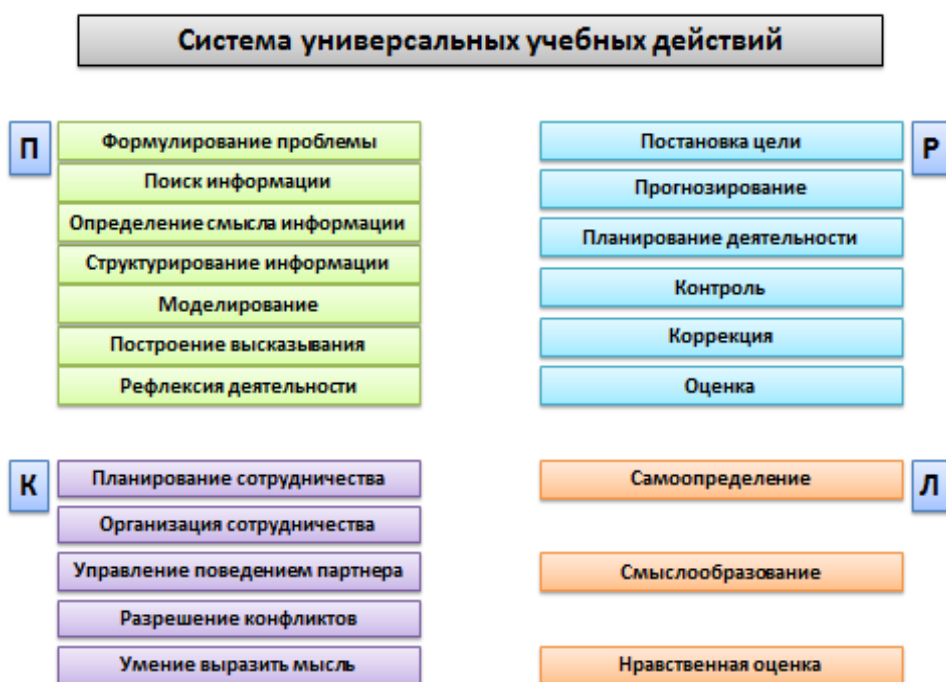 Система универсальных учебных действий
П
Формулирование проблемы
Поиск информации
Определение смысла информации
Структурирование информации
Моделирование
Построение высказывания
Рефлексия деятельности
Р
Постановка цели
Прогнозирование
Планирование деятельности
Контроль
Коррекция
Оценка
К
Планирование сотрудничества
Организация сотрудничества
Управление поведением партнера
Разрешение конфликтов
Умение выразить мысль
Л
Самоопределение
Смыслообразование
Нравственная оценка